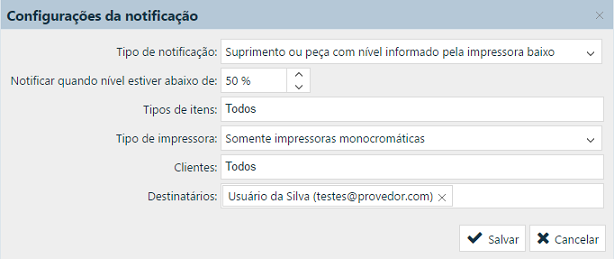 Configurações da notificação
Tipo de notificação: Suprimento ou peça com nível informado pela impressora baixo
Notificar quando nível estiver abaixo de: 50 %
Tipos de itens: Todos
Tipo de impressora: Somente impressoras monocromáticas
Clientes: Todos
Destinatários: Usuário da Silva (testes@provedor.com)
Salvar Cancelar